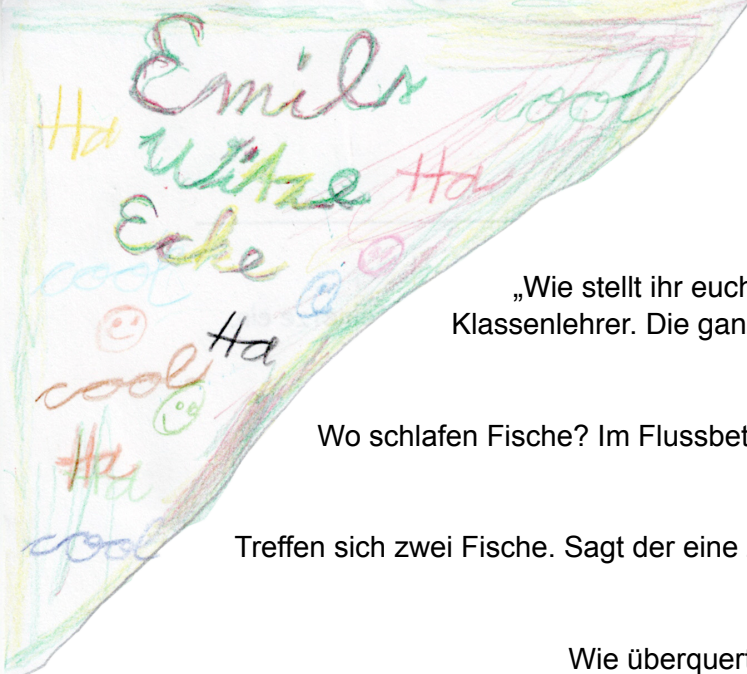 Emils
Witze
Ecke
cool
Ha
Ha
cool
Ha
cool
Ha
Ha
cool
„Wie stellt ihr euch
Klassenlehrer. Die gan
Wo schlafen Fische? Im Flussbet
Treffen sich zwei Fische. Sagt der eine
Wie überquert